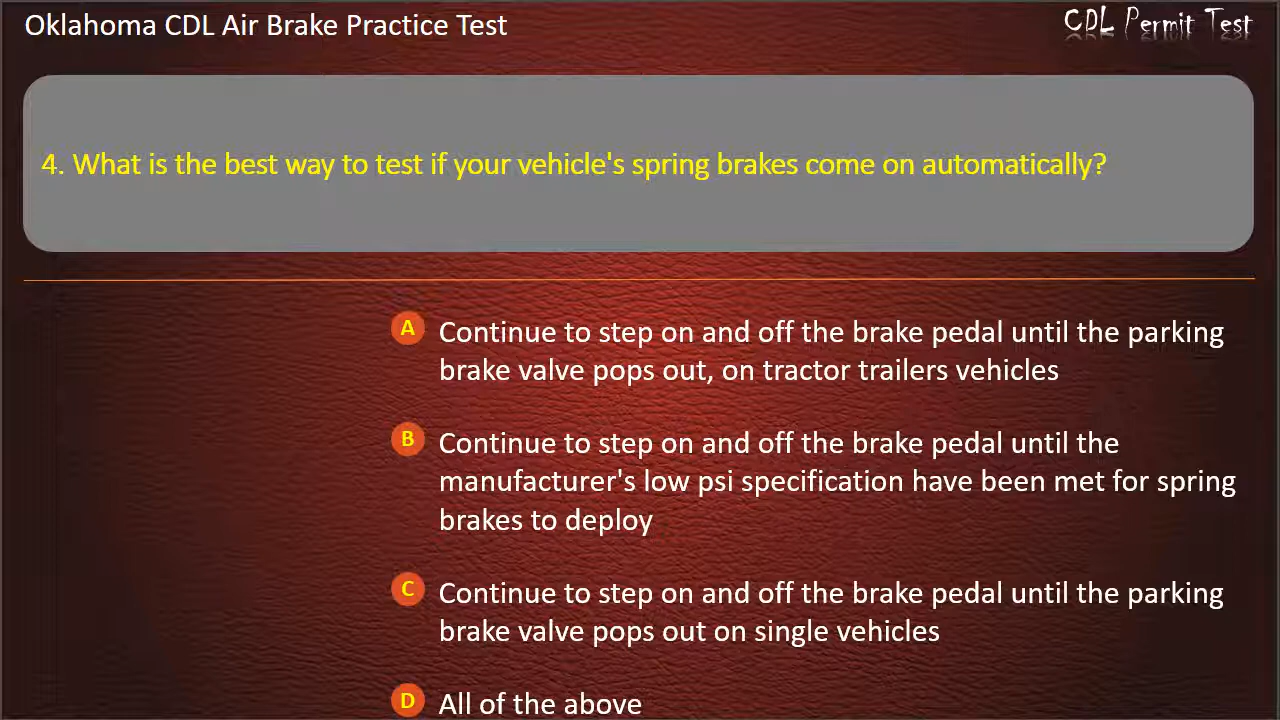 Oklahoma CDL Air Brake Practice Test
CDL Permit Test
4. What is the best way to test if your vehicle's spring brakes come on automatically?
A Continue to step on and off the brake pedal until the parking
brake valve pops out, on tractor trailers vehicles
B Continue to step on and off the brake pedal until the
manufacturer's low psi specification have been met for spring
brakes to deploy
C Continue to step on and off the brake pedal until the parking
brake valve pops out on single vehicles
D All of the above